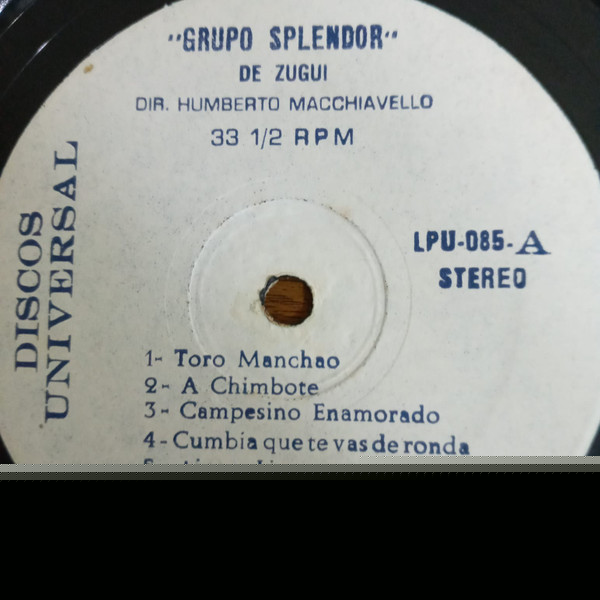 "GRUPO SPLENDOR"
DE ZUGUI
DIR. HUMBERTO MACCHIAVELLO
33 1/2 RPM
DISCOS
UNIVERSAL
LPU-085-A
STEREO
1- Toro Manchao
2- A Chimbote
3- Campesino Enamorado
4-Cumbia que te vas de ronda